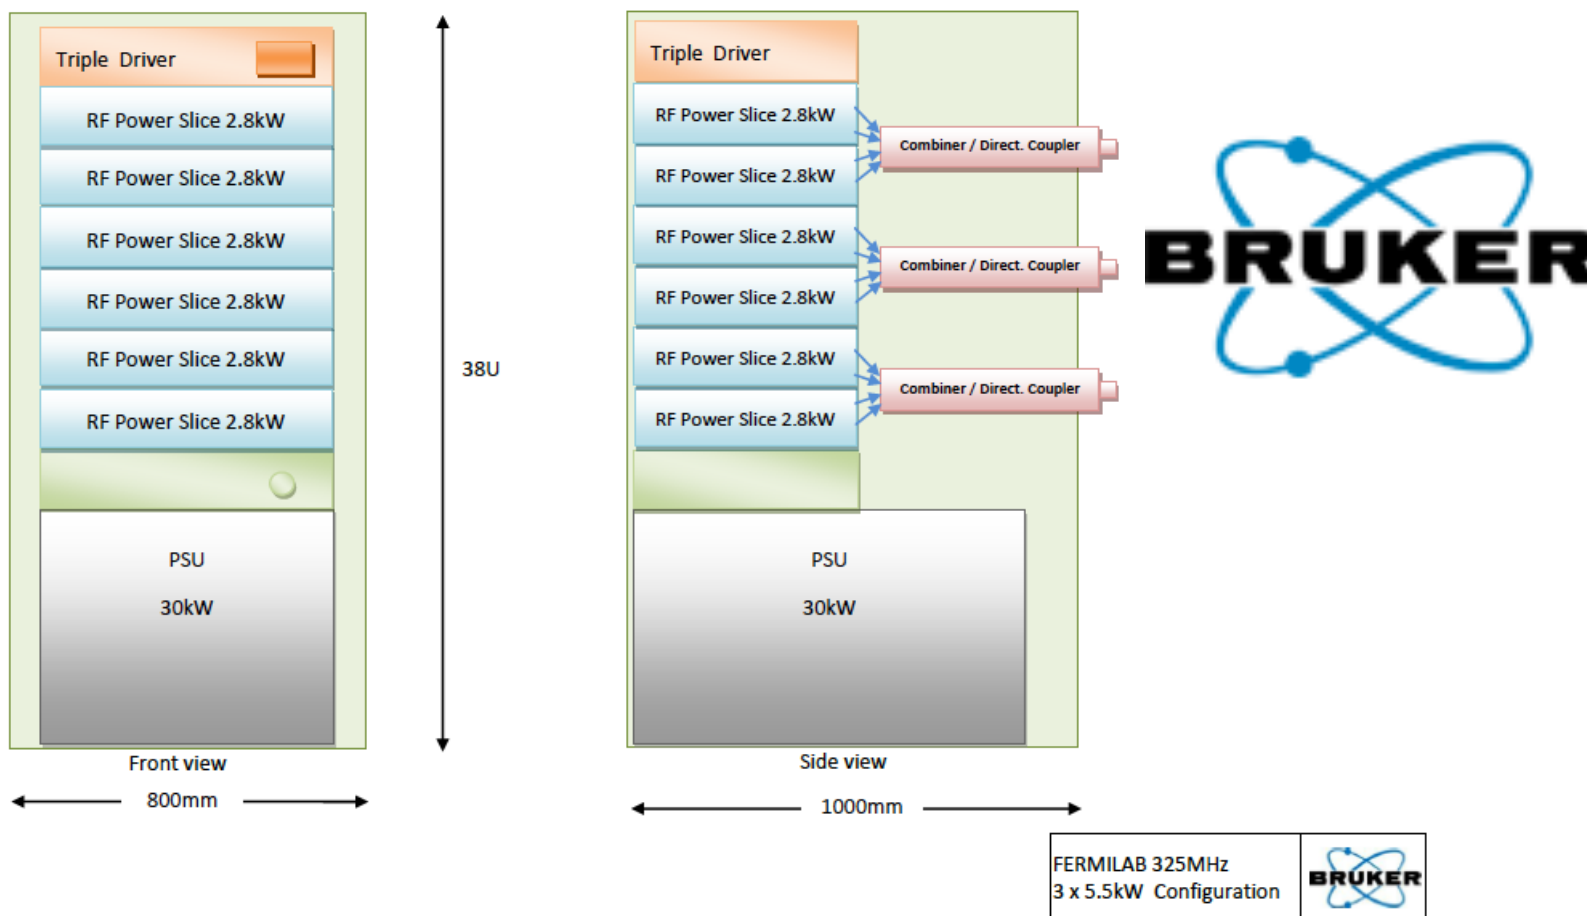 Triple Driver
RF Power Slice 2.8kW
RF Power Slice 2.8kW
RF Power Slice 2.8kW
RF Power Slice 2.8kW
RF Power Slice 2.8kW
RF Power Slice 2.8kW
PSU
30kW
Front view
800mm
38U
Triple Driver
RF Power Slice 2.8kW
RF Power Slice 2.8kW
RF Power Slice 2.8kW
RF Power Slice 2.8kW
RF Power Slice 2.8kW
RF Power Slice 2.8kW
Combiner / Direct. Coupler
Combiner / Direct. Coupler
Combiner / Direct. Coupler
PSU
30kW
Side view
1000mm
BRUKER
FERMILAB 325MHz
3 x 5.5kW Configuration
BRUKER